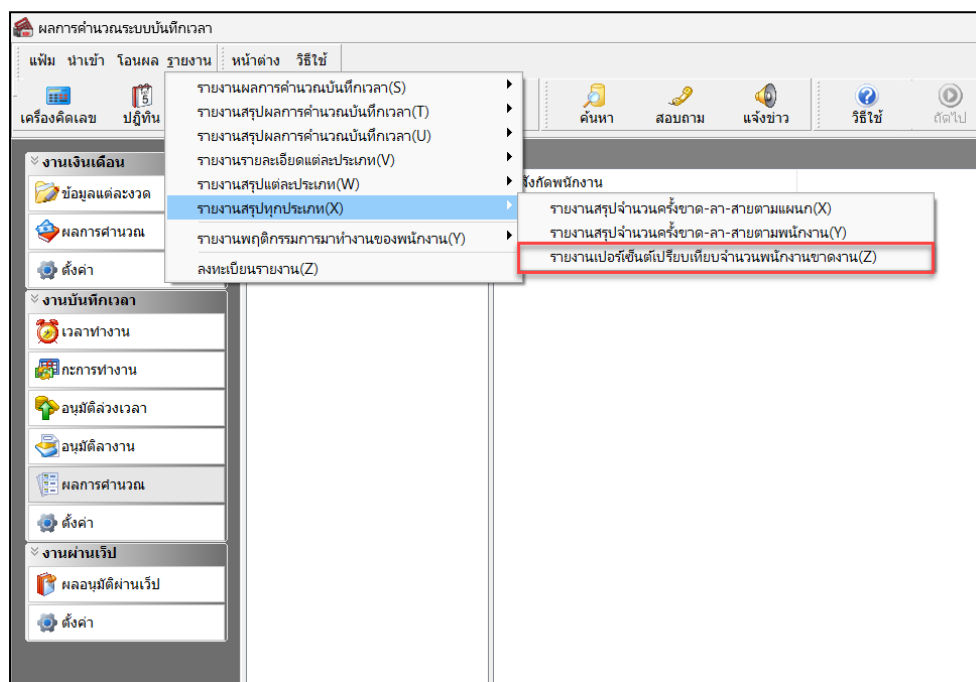 ผลการคำนวณระบบบันทึกเวลา
แฟ้ม นำเข้า โอนผล รายงาน หน้าต่าง วิธีใช้
เครื่องคิดเลข ปฏิทิน ค้นหา สอบถาม แจ้งข่าว วิธีใช้ ถัดไป
รายงานผลการคำนวณบันทึกเวลา(S)
รายงานสรุปผลการคำนวณบันทึกเวลา(T)
รายงานสรุปผลการคำนวณบันทึกเวลา(U)
รายงานรายละเอียดแต่ละประเภท(V)
รายงานสรุปแต่ละประเภท(W)
รายงานสรุปทุกประเภท(X)
รายงานพฤติกรรมการมาทำงานของพนักงาน(Y)
ลงทะเบียนรายงาน(Z)
สังกัดพนักงาน
รายงานสรุปจำนวนครั้งขาด-ลา-สายตามแผนก(X)
รายงานสรุปจำนวนครั้งขาด-ลา-สายตามพนักงาน(Y)
รายงานเปอร์เซ็นต์เปรียบเทียบจำนวนพนักงานขาดงาน(Z)
งานเงินเดือน
ข้อมูลแต่ละงวด
ผลการคำนวณ
ตั้งค่า
งานบันทึกเวลา
เวลาทำงาน
กะการทำงาน
อนุมัติล่วงเวลา
อนุมัติลางาน
ผลการคำนวณ
ตั้งค่า
งานผ่านเว็ป
ผลอนุมัติผ่านเว็ป
ตั้งค่า